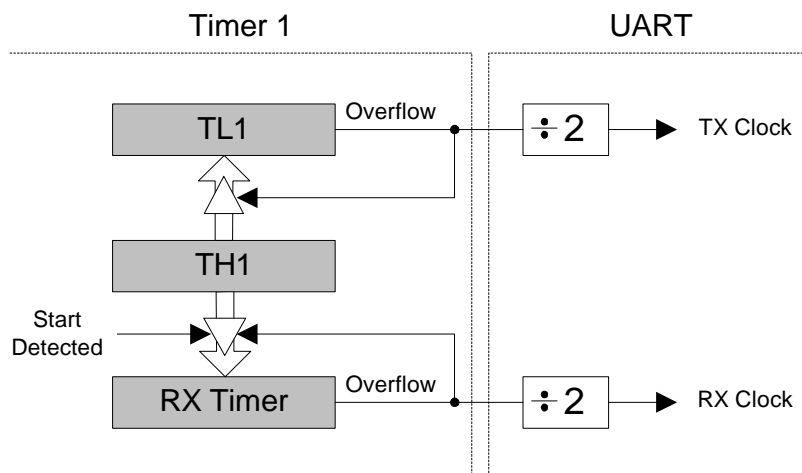 Timer 1
UART
TL1
Overflow
÷2
TX Clock
TH1
Start
Detected
RX Timer
Overflow
÷2
RX Clock